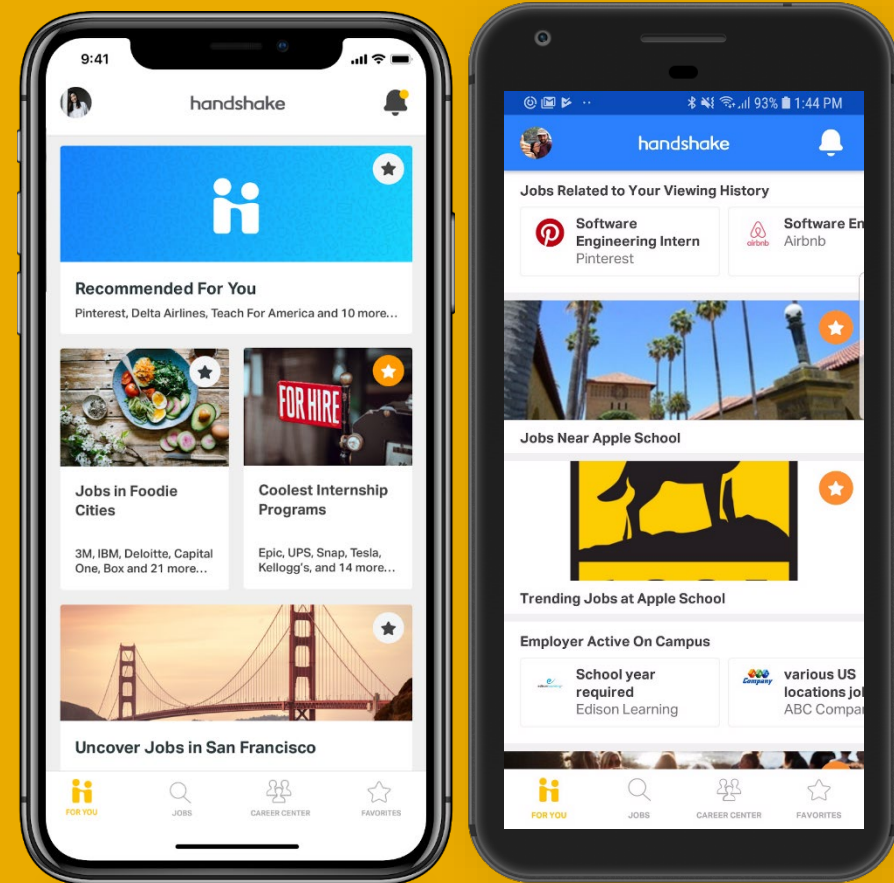 9:41
handshake
Recommended For You
Pinterest, Delta Airlines, Teach For America and 10 more...
FOR HIRE
Jobs in Foodie
Cities
3M, IBM, Deloitte, Capital
One, Box and 21 more...
Coolest Internship
Programs
Epic, UPS, Snap, Tesla,
Kellogg's, and 14 more...
Uncover Jobs in San Francisco
FOR YOU
JOBS
CAREER CENTER
FAVORITES
93%
1:44 PM
handshake
Jobs Related to Your Viewing History
Software
Engineering Intern
Pinterest
airbnb
Software En
Airbnb
Jobs Near Apple School
Trending Jobs at Apple School
Employer Active On Campus
School year
required
Edison Learning
Company
various US
locations jo
ABC Compa
FOR YOU
JOBS
CAREER CENTER
FAVORITES